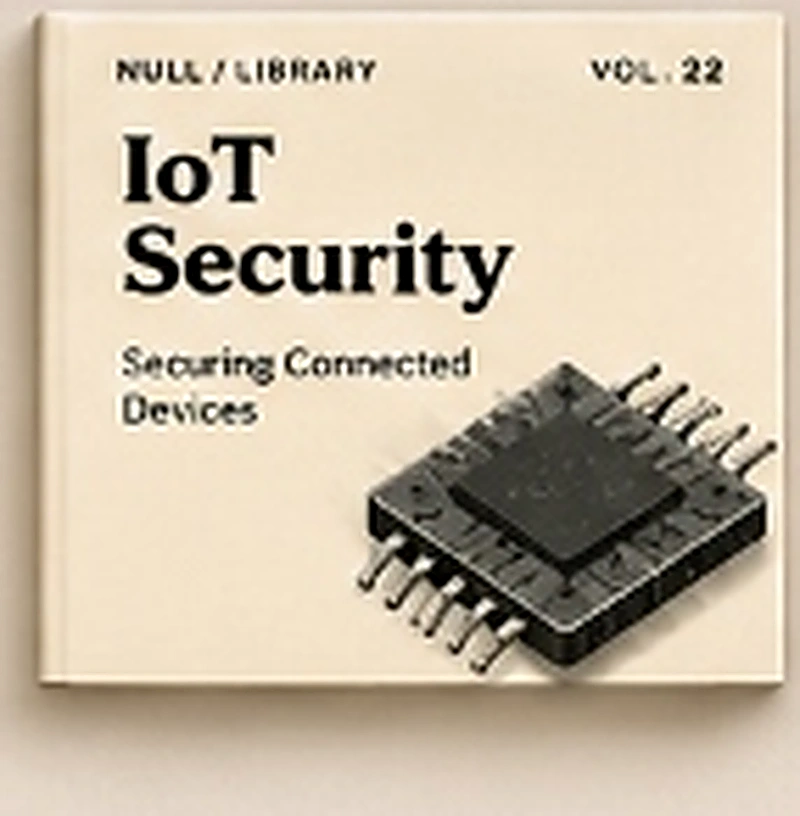 NULL / LIBRARY VOL. 22
IoT
Security
Securing Connected
Devices